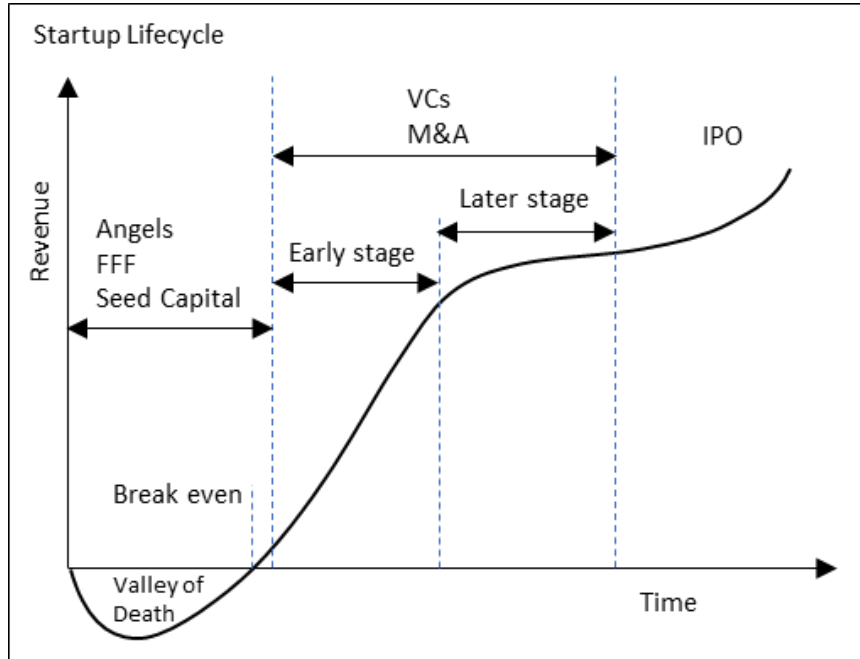 Startup Lifecycle
VCs
M&A
IPO
Later stage
Angels
FFF
Seed Capital
Early stage
Revenue
Break even
Valley of
Death
Time